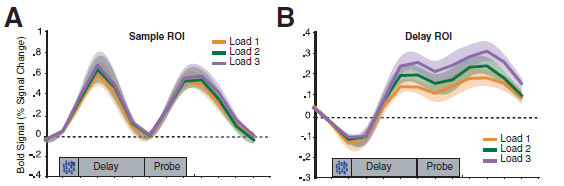 A
Sample ROI
Load 1
Load 2
Load 3
Bold Signal (% Signal Change)
1
.8
.6
.4
.2
0
-.2
-.4
Delay
Probe
B
Delay ROI
.4
.3
.2
.1
0
-.1
-.2
-.3
Load 1
Load 2
Load 3
Delay
Probe